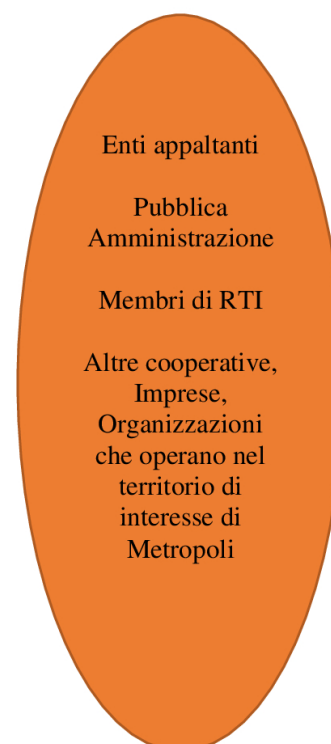 Enti appaltanti
Pubblica
Amministrazione
Membri di RTI
Altre cooperative,
Imprese,
Organizzazioni
che operano nel
territorio di
interesse di
Metropoli